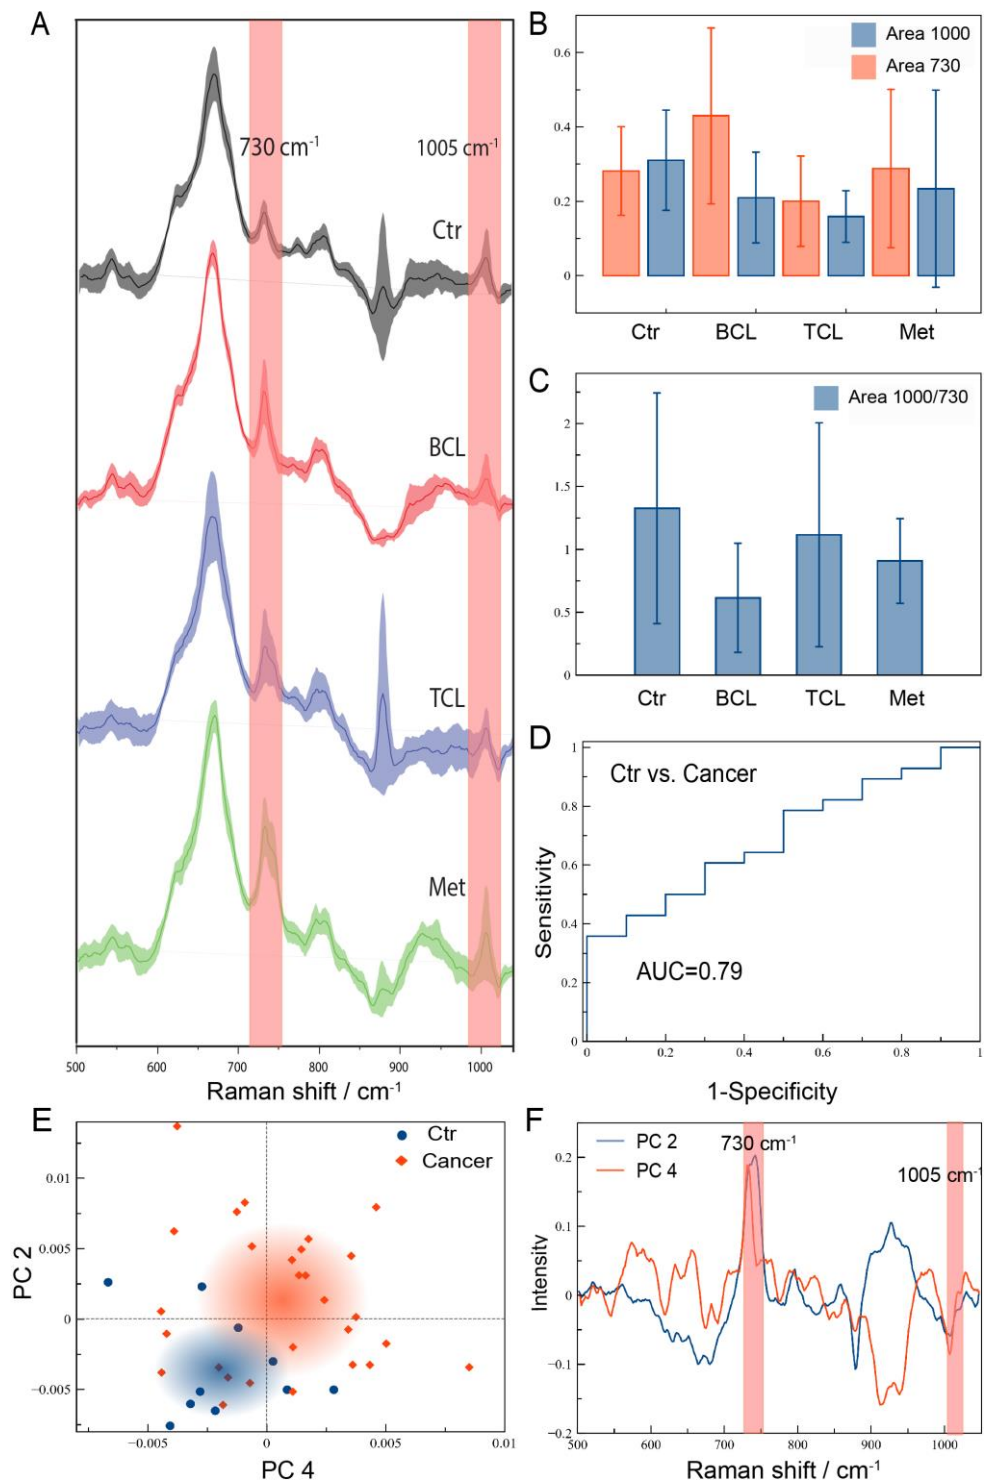 A
730 cm-1
1005 cm-1
Ctr
BCL
TCL
Met
500 600 700 800 900 1000
Raman shift / cm-1
B
Area 1000
Area 730
0.6
0.4
0.2
0
Ctr BCL TCL Met
C
Area 1000/730
2
1.5
1
0.5
0
Ctr BCL TCL Met
D
Ctr vs. Cancer
AUC=0.79
Sensitivity
1
0.8
0.6
0.4
0.2
0
0 0.2 0.4 0.6 0.8 1
1-Specificity
E
Ctr
Cancer
PC 2
0.01
0.005
0
−0.005
−0.005 0 0.005 0.01
PC 4
F
PC 2
PC 4
730 cm-1
1005 cm-1
Intensity
0.2
0.1
0
−0.1
−0.2
500 600 700 800 900 1000
Raman shift / cm-1